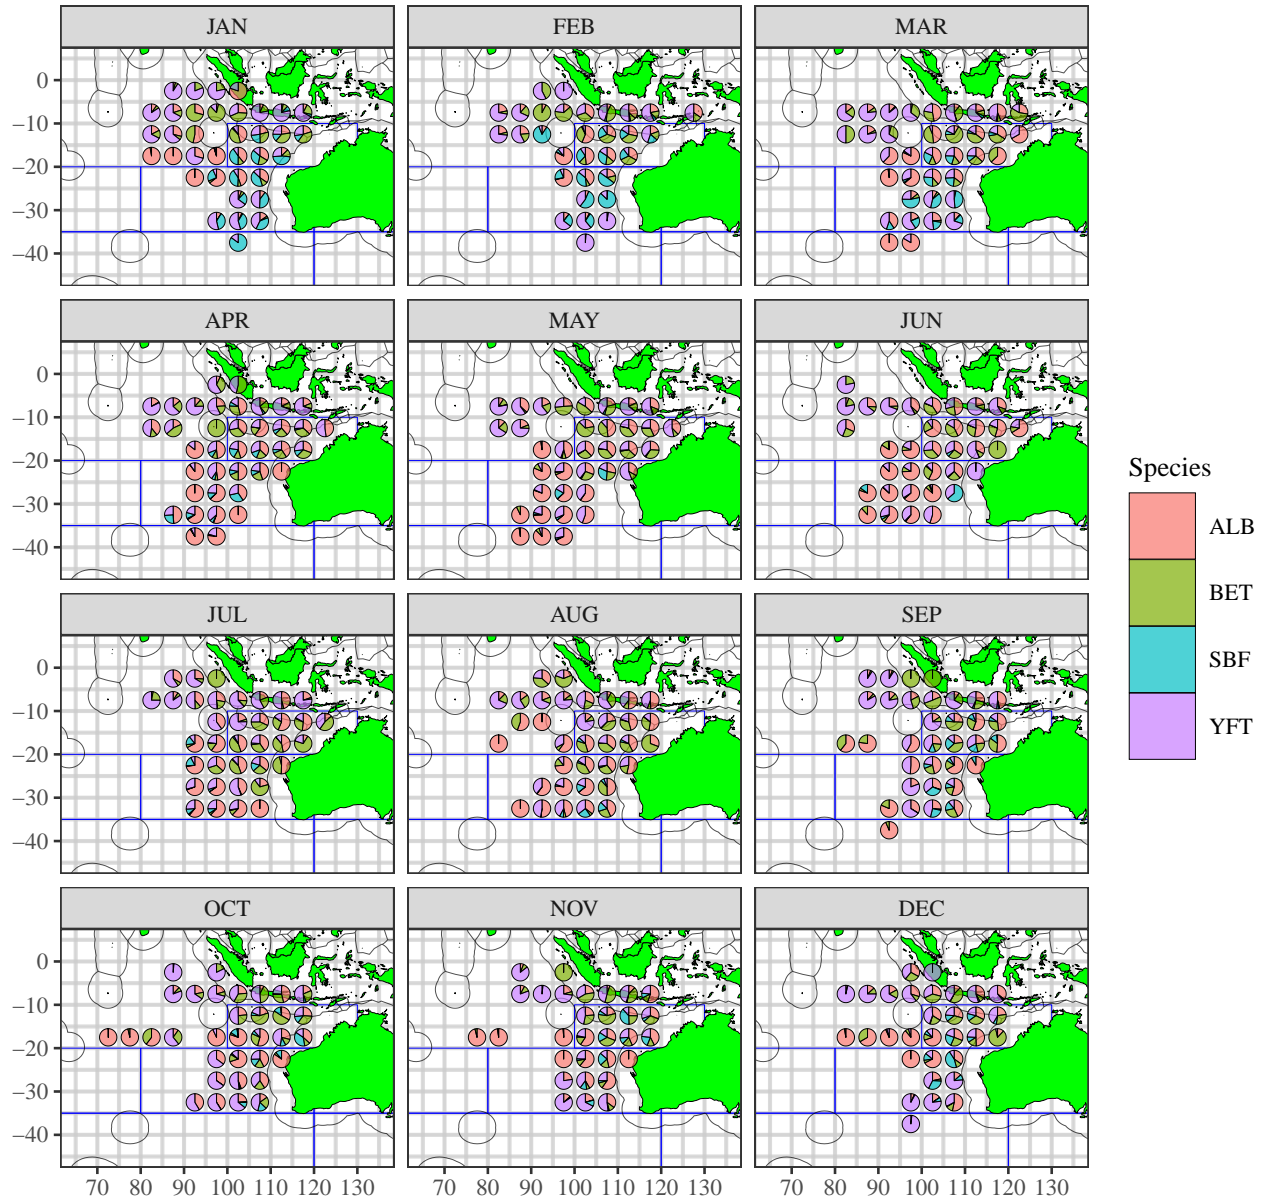 JAN FEB MAR
0
−10
−20
−30
−40
APR MAY JUN
0
−10
−20
−30
−40
Species
ALB
BET
SBF
YFT
JUL AUG SEP
0
−10
−20
−30
−40
OCT NOV DEC
0
−10
−20
−30
−40
70 80 90 100 110 120 130 70 80 90 100 110 120 130 70 80 90 100 110 120 130